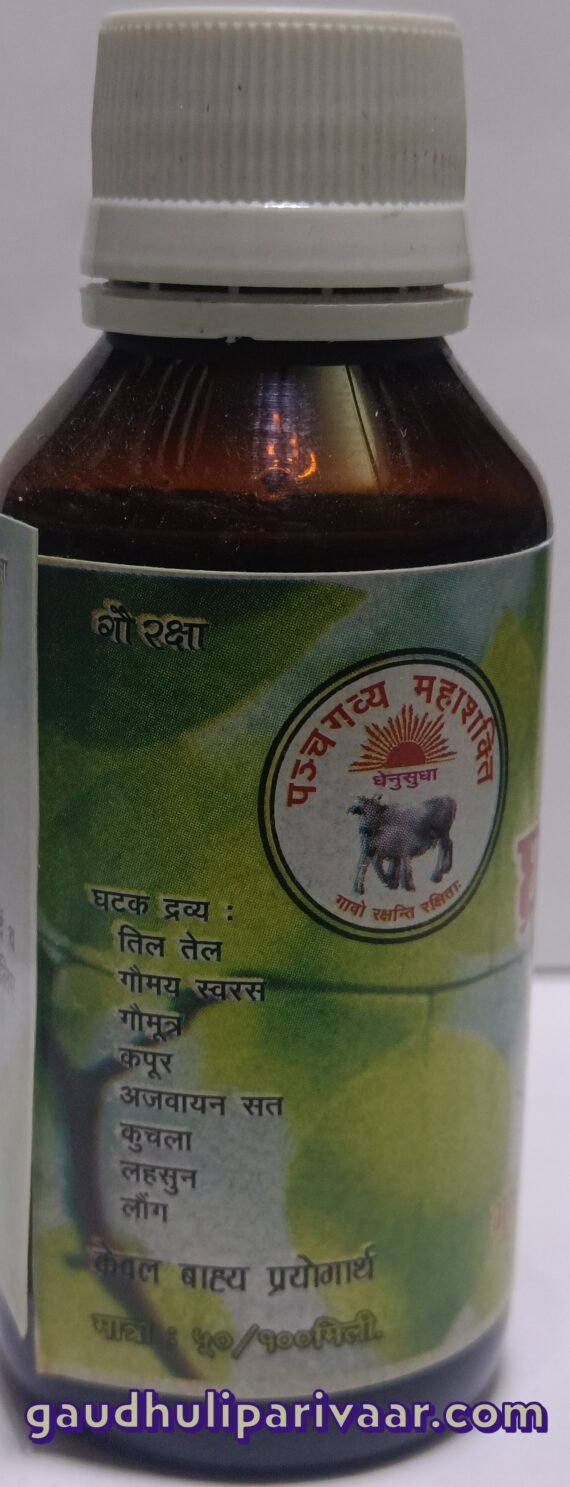 गौ रक्षा
पञ्चगव्य महाशक्ति
धेनुसुधा
गावो रक्षन्ति रक्षिताः
घटक द्रव्य :
तिल तेल
गौमय स्वरस
गौमूत्र
कपूर
अजवायन सत
कुचला
लहसुन
लौंग
केवल बाह्य प्रयोगार्थ
मात्रा : ५०/१००मिली.
gaudhuliparivaar.com